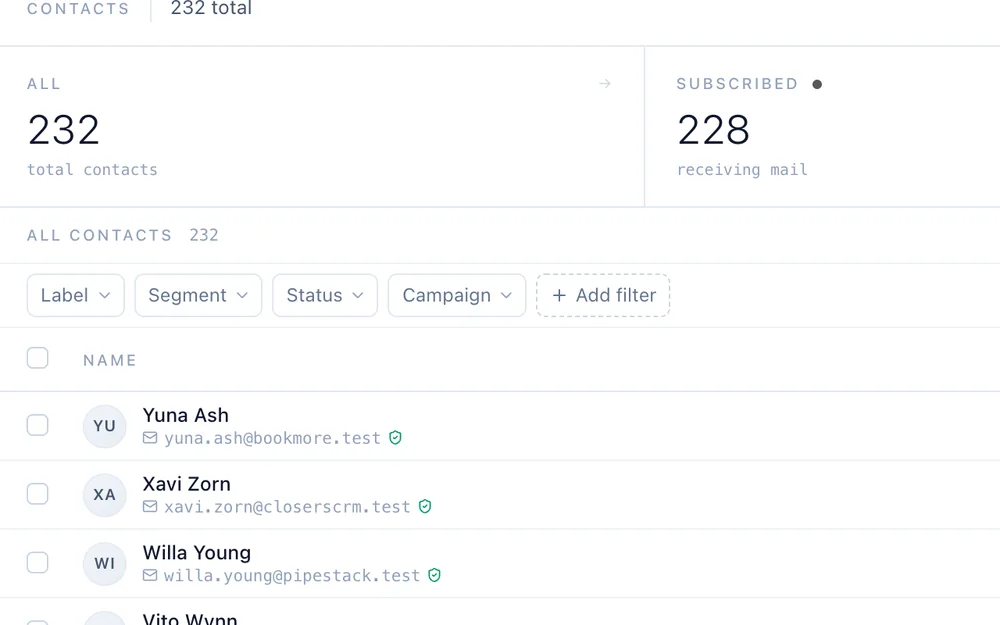 CONTACTS 232 total
ALL
232
total contacts
SUBSCRIBED
228
receiving mail
ALL CONTACTS 232
Label Segment Status Campaign + Add filter
NAME
YU Yuna Ash
yuna.ash@bookmore.test
XA Xavi Zorn
xavi.zorn@closerscrm.test
WI Willa Young
willa.young@pipestack.test
Vito Wynn